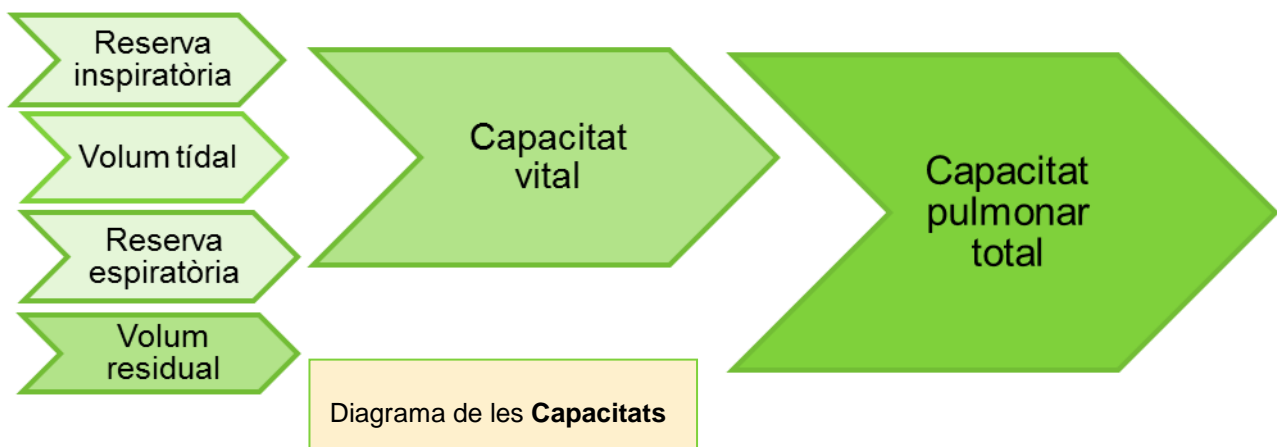 Reserva
inspiratòria
Volum tídal
Reserva
espiratòria
Volum
residual
Capacitat
vital
Capacitat
pulmonar
total
Diagrama de les Capacitats